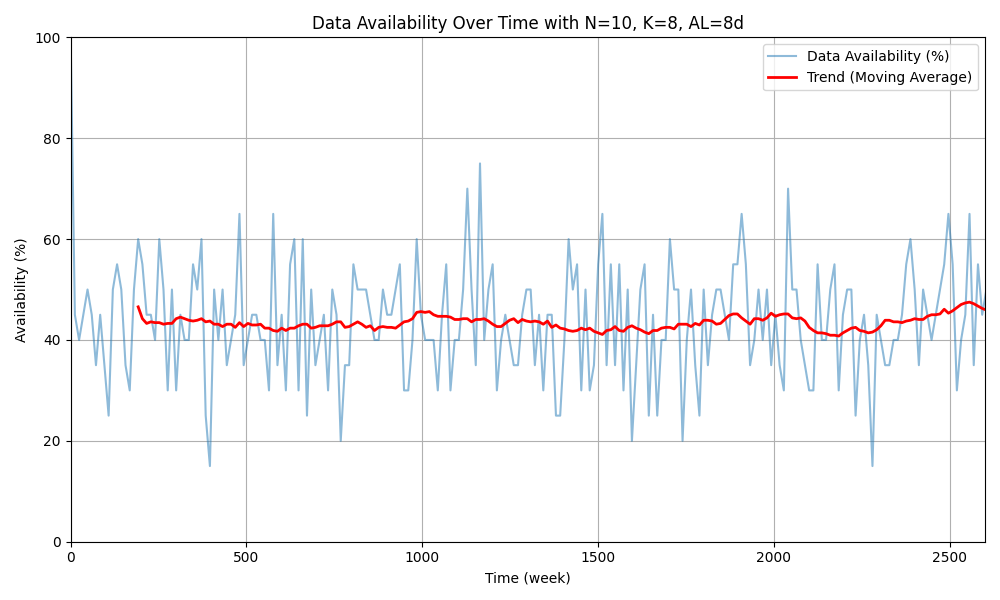 Data Availability Over Time with N=10, K=8, AL=8d
Data Availability (%)
Trend (Moving Average)
Availability (%)
100
80
60
40
20
0
0 500 1000 1500 2000 2500
Time (week)